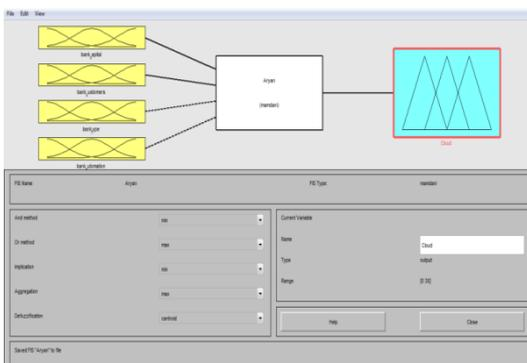 File Edit View
bank_capital
bank_customers
bank_type
bank_automation
Aryan
(mamdani)
Cloud
FIS Name: Aryan FIS Type: mamdani
And method min
Or method max
Implication min
Aggregation max
Defuzzification centroid
Current Variable
Name Cloud
Type output
Range [0 30]
Help Close
Saved FIS "Aryan" to file